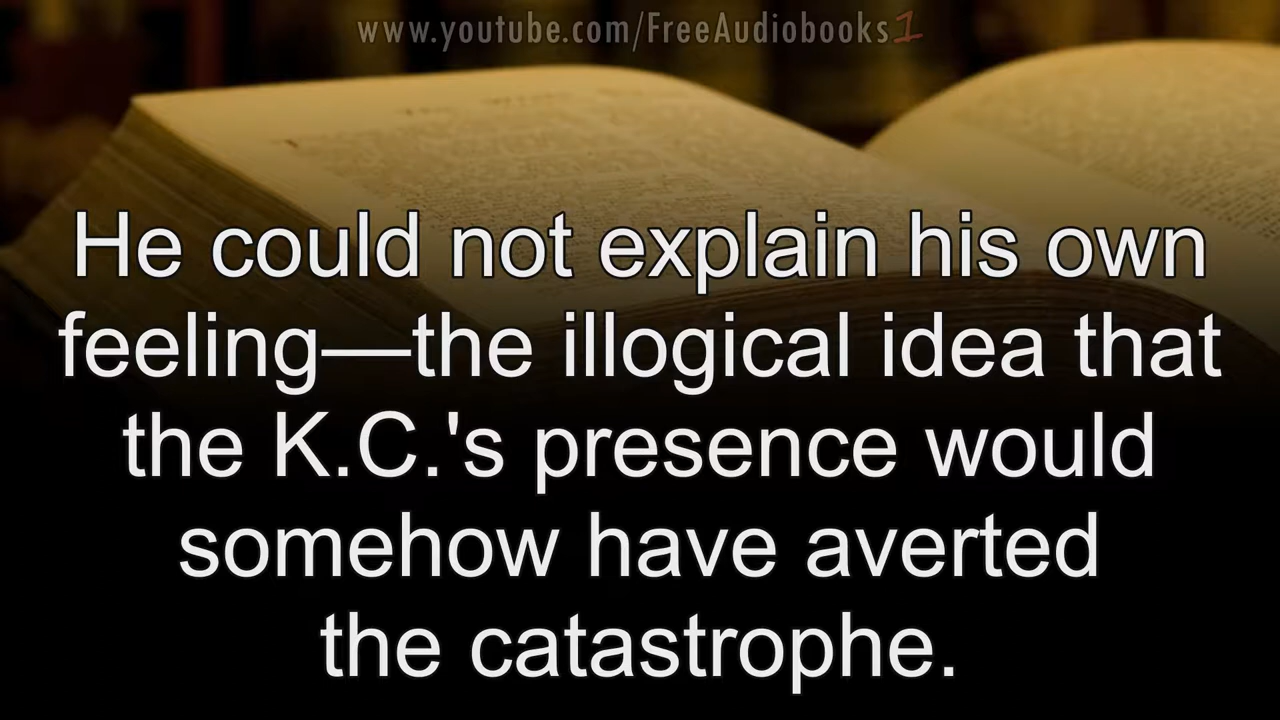 www.youtube.com/FreeAudiobooks1
He could not explain his own
feeling—the illogical idea that
the K.C.'s presence would
somehow have averted
the catastrophe.